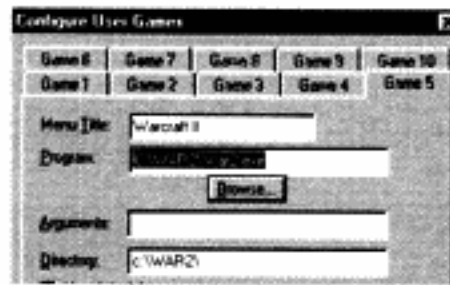 Configure User Games
Game 6 Game 7 Game 8 Game 9 Game 10
Game 1 Game 2 Game 3 Game 4 Game 5
Menu Title: Warcraft II
Program:
Browse...
Arguments:
Directory: c:\WAR2\